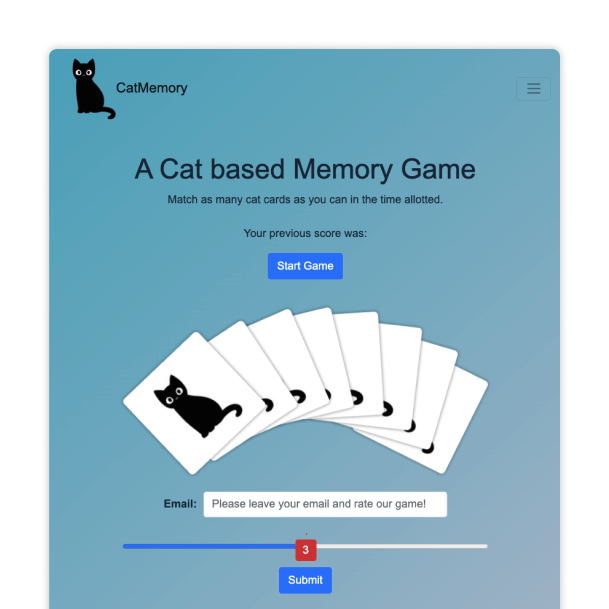 CatMemory
A Cat based Memory Game
Match as many cat cards as you can in the time allotted.
Your previous score was:
Start Game
Email: Please leave your email and rate our game!
3
Submit